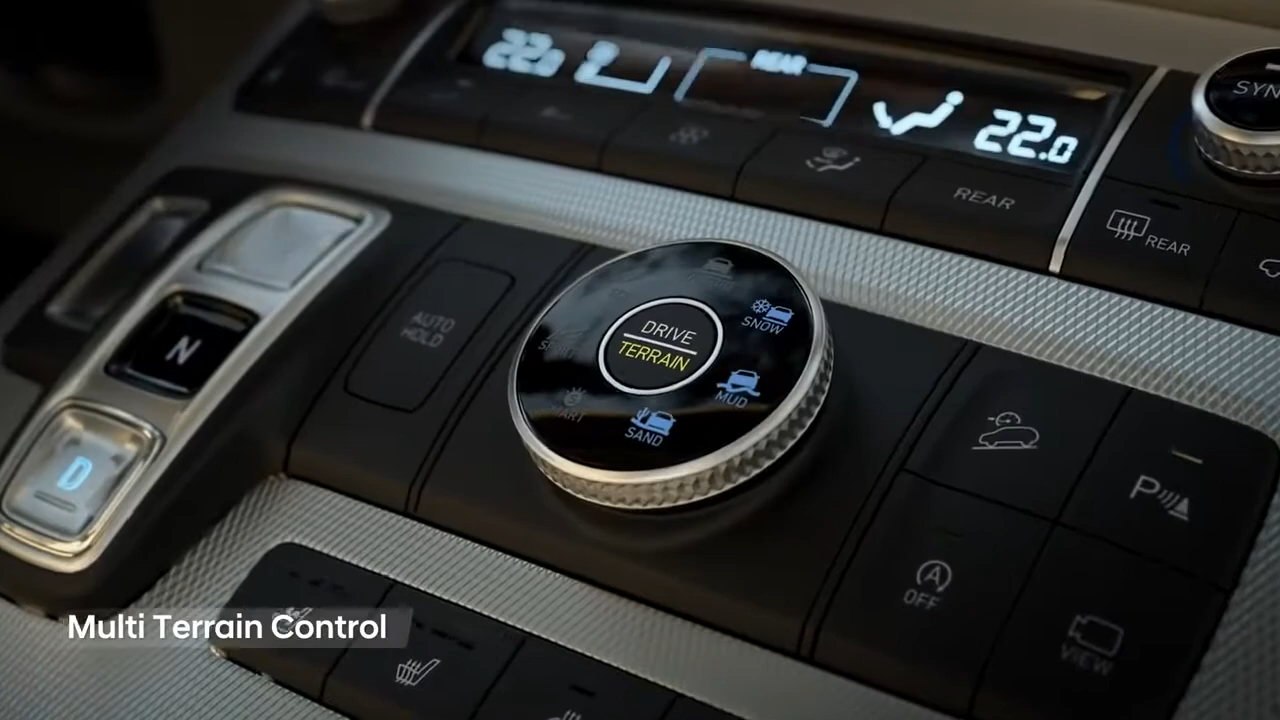 22.0
REAR
22.0
SYN
REAR
REAR
AUTO
HOLD
N
D
DRIVE
TERRAIN
SNOW
MUD
SAND
P
A
OFF
VIEW
Multi Terrain Control